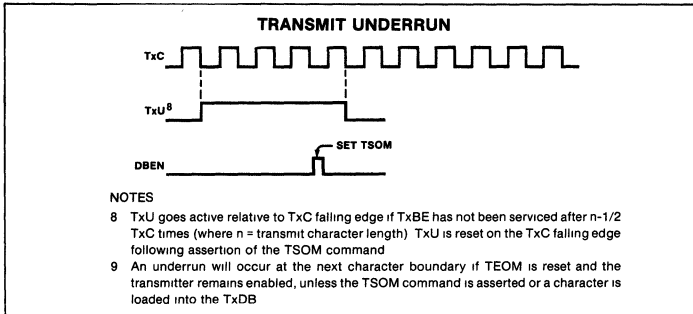 TRANSMIT UNDERRUN
TxC
TxU8
SET TSOM
DBEN
NOTES
8 TxU goes active relative to TxC falling edge if TxBE has not been serviced after n-1/2
TxC times (where n = transmit character length) TxU is reset on the TxC falling edge
following assertion of the TSOM command
9 An underrun will occur at the next character boundary if TEOM is reset and the
transmitter remains enabled, unless the TSOM command is asserted or a character is
loaded into the TxDB